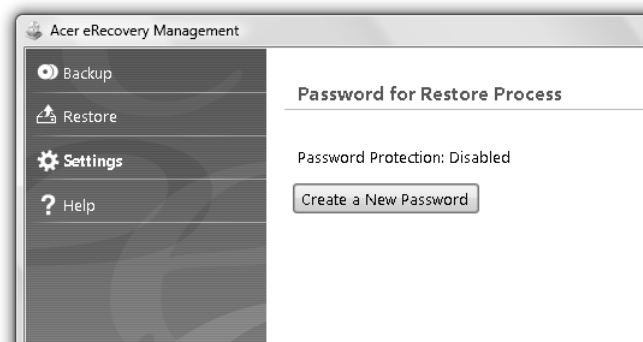 Acer eRecovery Management
Backup
Restore
Settings
Help
Password for Restore Process
Password Protection: Disabled
Create a New Password